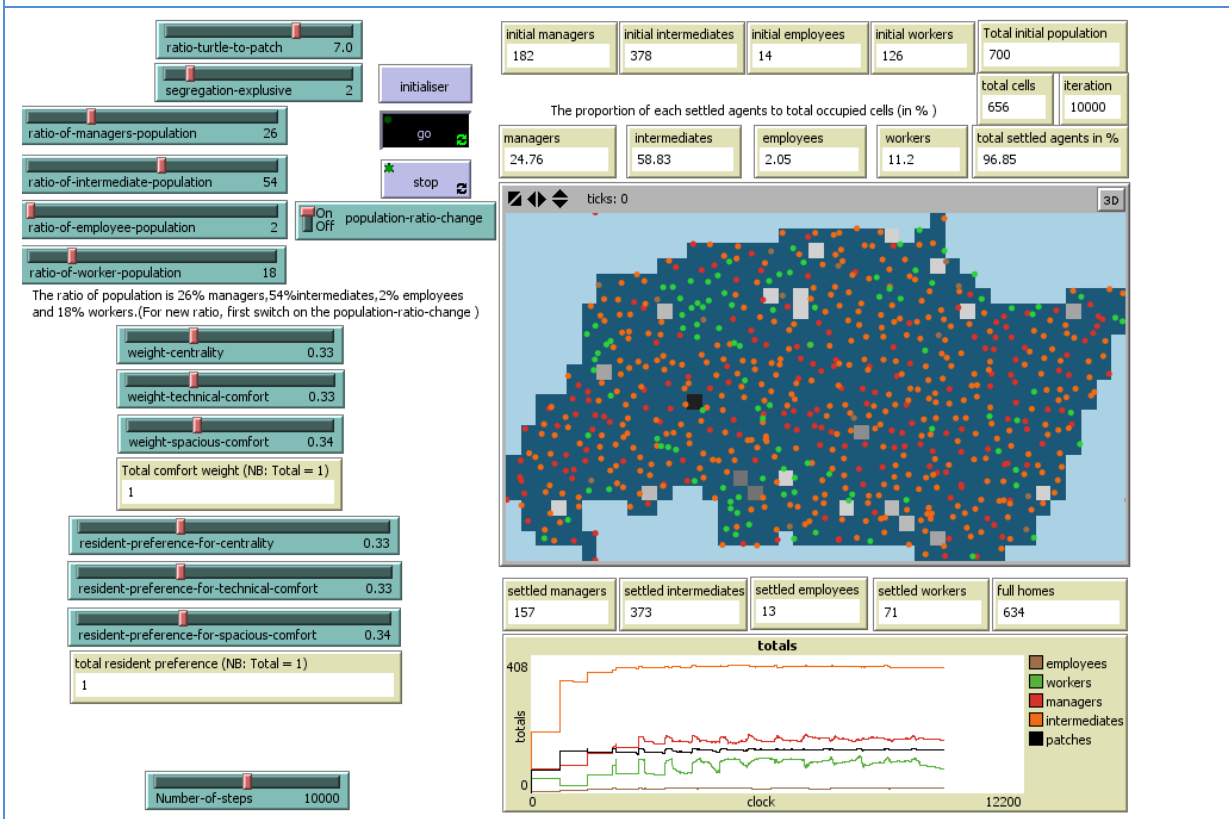 ratio-turtle-to-patch 7.0
segregation-explusive 2
ratio-of-managers-population 26
ratio-of-intermediate-population 54
ratio-of-employee-population 2
ratio-of-worker-population 18
initialiser
go
stop
On
Off
population-ratio-change
The ratio of population is 26% managers,54%intermediates,2% employees
and 18% workers.(For new ratio, first switch on the population-ratio-change )
weight-centrality 0.33
weight-technical-comfort 0.33
weight-spacious-comfort 0.34
Total comfort weight (NB: Total = 1)
1
resident-preference-for-centrality 0.33
resident-preference-for-technical-comfort 0.33
resident-preference-for-spacious-comfort 0.34
total resident preference (NB: Total = 1)
1
Number-of-steps 10000
initial managers
182
initial intermediates
378
initial employees
14
initial workers
126
Total initial population
700
total cells
656
iteration
10000
The proportion of each settled agents to total occupied cells (in % )
managers
24.76
intermediates
58.83
employees
2.05
workers
11.2
total settled agents in %
96.85
ticks: 0
3D
settled managers
157
settled intermediates
373
settled employees
13
settled workers
71
full homes
634
totals
408
totals
0
0
clock
12200
employees
workers
managers
intermediates
patches